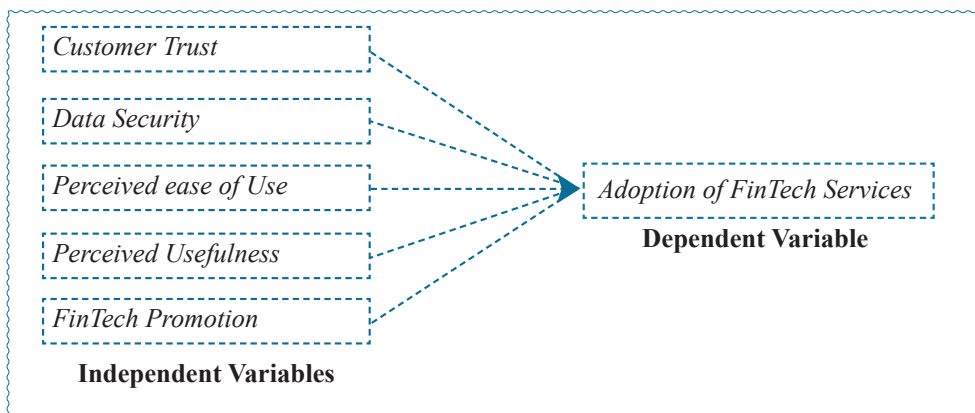 Customer Trust
Data Security
Perceived ease of Use
Perceived Usefulness
FinTech Promotion
Independent Variables
Adoption of FinTech Services
Dependent Variable